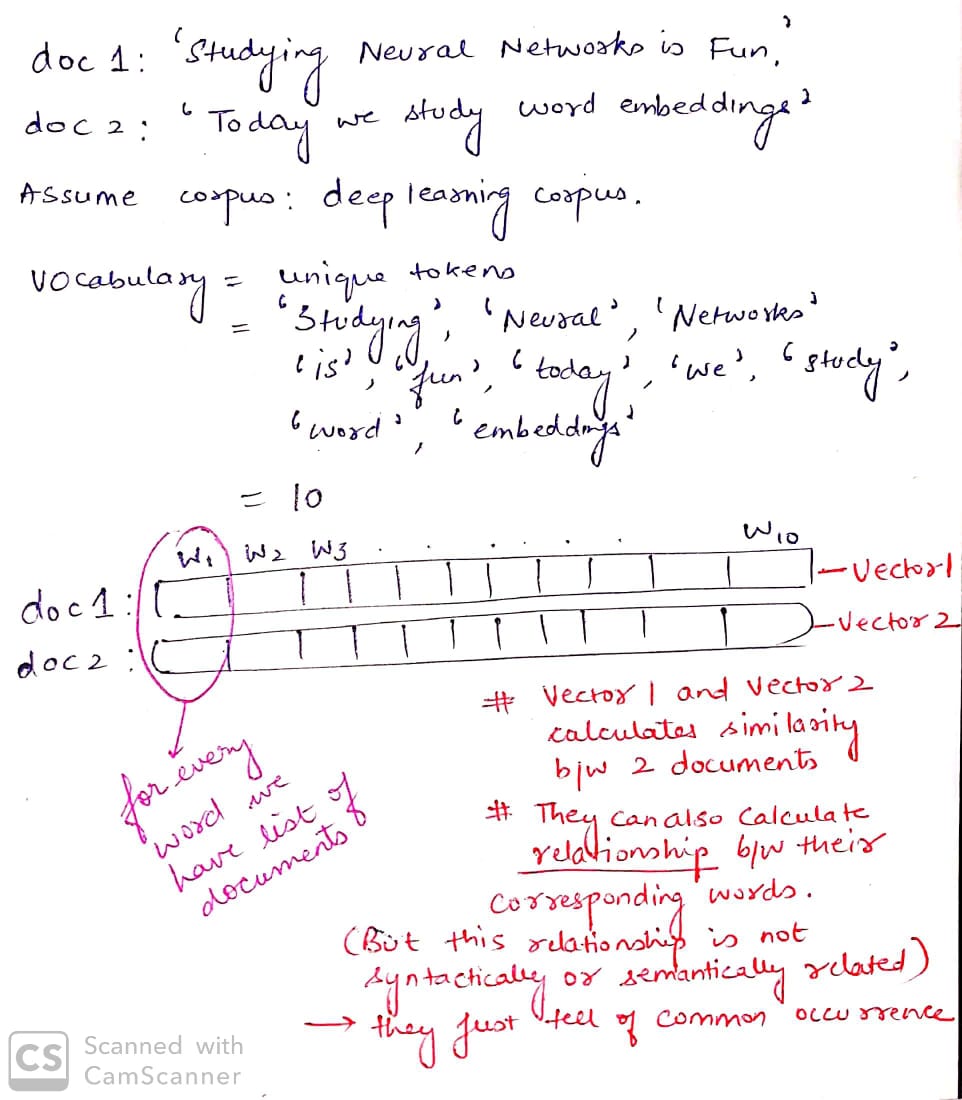 doc 1: 'Studying Neural Networks is Fun,'
doc 2: 'Today we study word embeddings'
Assume corpus: deep learning corpus.
Vocabulary = unique tokens
= 'Studying', 'Neural', 'Networks'
'is', 'fun', 'today', 'we', 'study',
'word', 'embeddings'
= 10
W1 W2 W3 . . . . . W10
doc 1: - Vector 1
doc 2: - Vector 2
for every
word we
have list of
documents
# Vector 1 and Vector 2
calculates similarity
b/w 2 documents
# They can also calculate
relationship b/w their
corresponding words.
(But this relationship is not
syntactically or semantically related)
→ they just tell of common occurrence
CS Scanned with
CamScanner